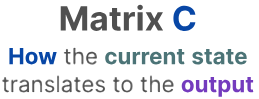 Matrix C
How the current state
translates to the output